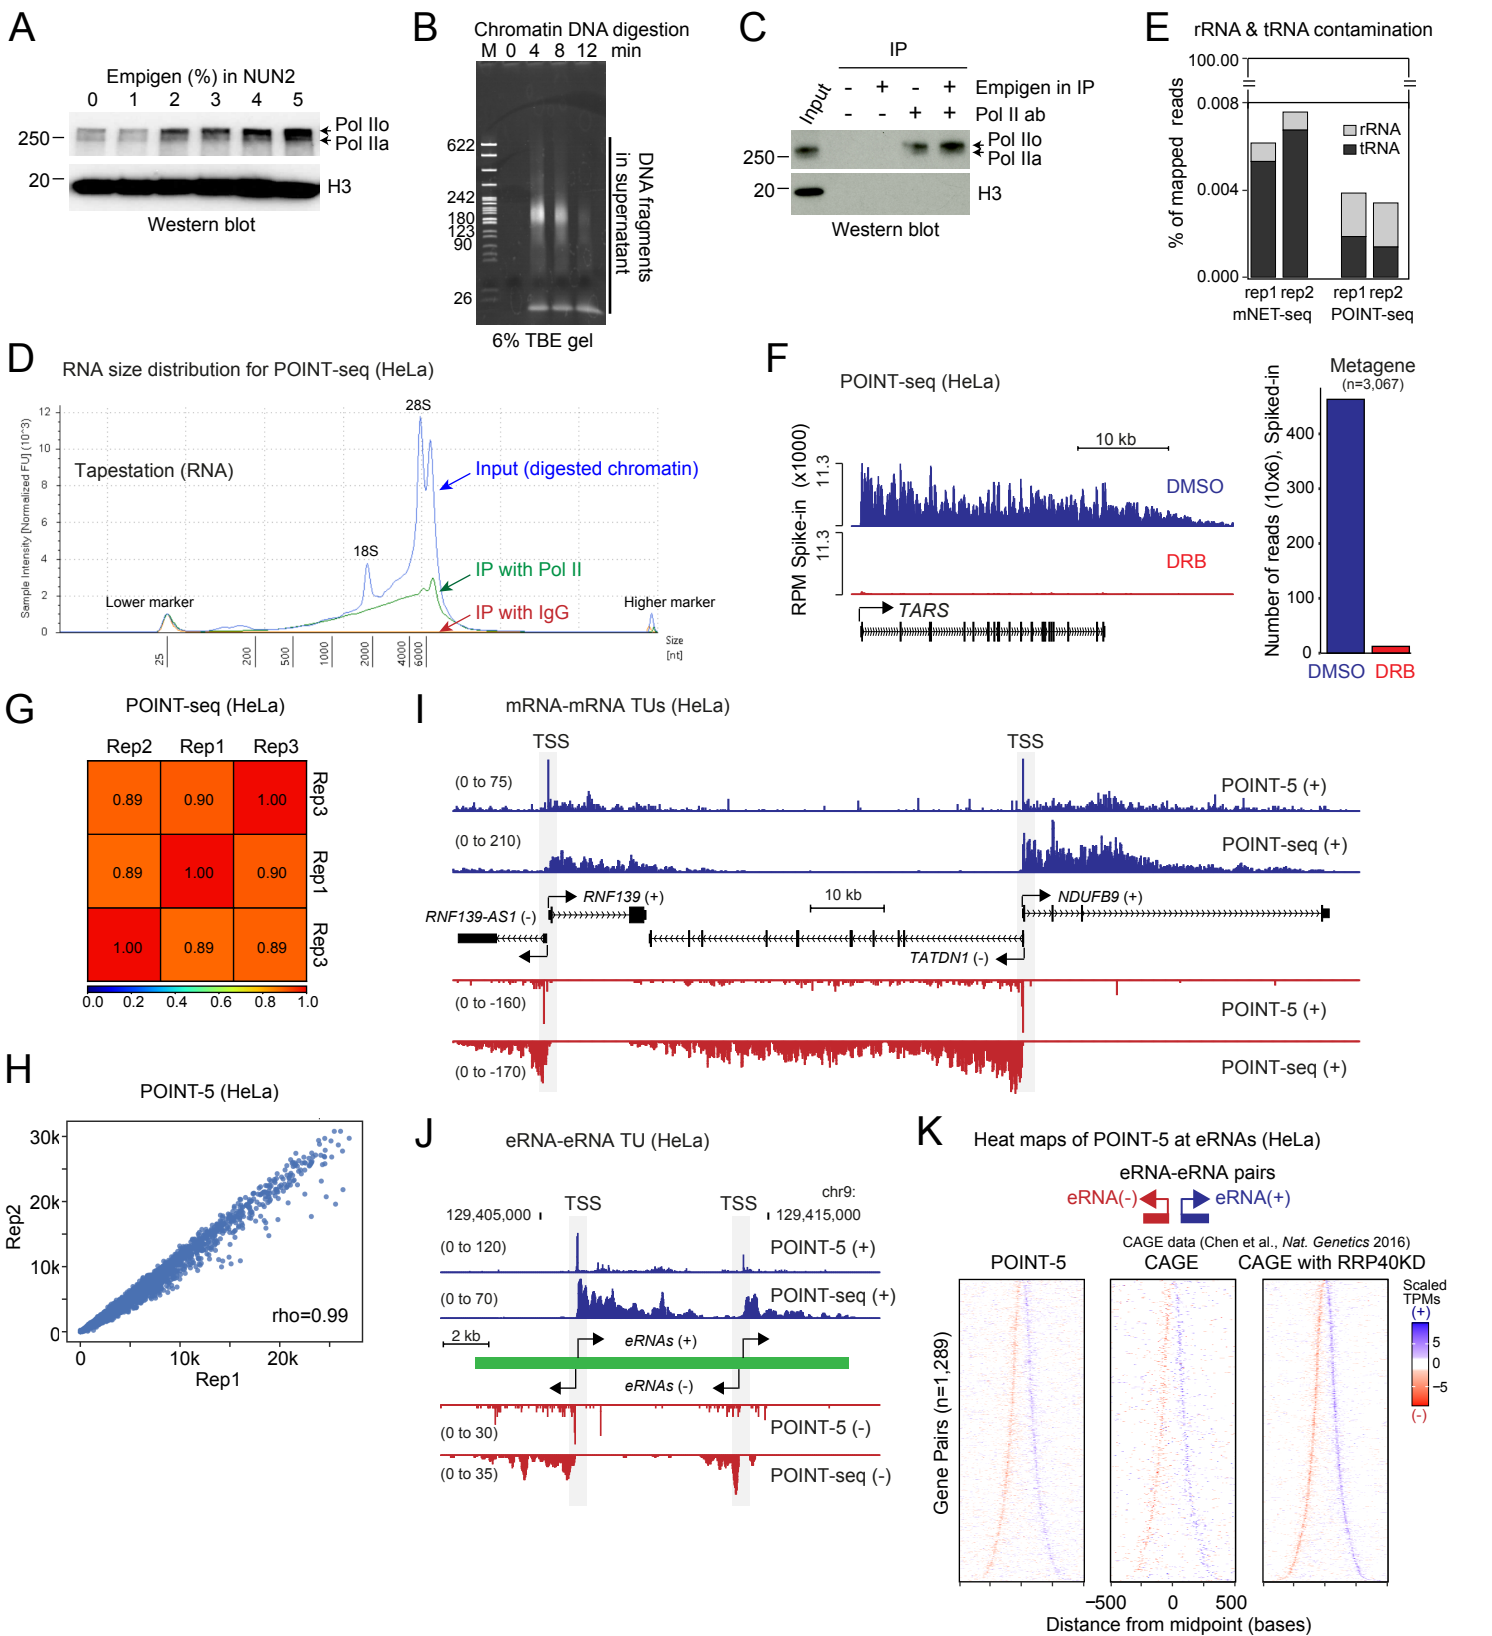 A
Empigen (%) in NUN2
0 1 2 3 4 5
250
Pol IIo
Pol IIa
20
H3
Western blot
B
Chromatin DNA digestion
M 0 4 8 12 min
622
242
180
123
90
26
DNA fragments
in supernatant
6% TBE gel
C
IP
Input
- + - + Empigen in IP
- - + + Pol II ab
250
Pol IIo
Pol IIa
20
H3
Western blot
E
rRNA & tRNA contamination
100.00
0.008
0.004
0.000
% of mapped reads
rRNA
tRNA
rep1 rep2 rep1 rep2
mNET-seq POINT-seq
D
RNA size distribution for POINT-seq (HeLa)
Sample Intensity [Normalized FU] (10^3)
12
10
8
6
4
2
0
Tapestation (RNA)
28S
18S
Input (digested chromatin)
IP with Pol II
IP with IgG
Lower marker
Higher marker
25 200 500 1000 2000 4000 6000
Size
[nt]
F
POINT-seq (HeLa)
RPM Spike-in (x1000)
11.3
11.3
10 kb
DMSO
DRB
TARS
Metagene
(n=3,067)
Number of reads (10x6), Spiked-in
400
300
200
100
0
DMSO DRB
G
POINT-seq (HeLa)
Rep2 Rep1 Rep3
0.89 0.90 1.00 Rep3
0.89 1.00 0.90 Rep1
1.00 0.89 0.89 Rep3
0.0 0.2 0.4 0.6 0.8 1.0
H
POINT-5 (HeLa)
30k
20k
10k
0
Rep2
rho=0.99
0 10k 20k
Rep1
I
mRNA-mRNA TUs (HeLa)
TSS TSS
(0 to 75) POINT-5 (+)
(0 to 210) POINT-seq (+)
10 kb
RNF139 (+)
NDUFB9 (+)
RNF139-AS1 (-)
TATDN1 (-)
(0 to -160) POINT-5 (+)
(0 to -170) POINT-seq (+)
J
eRNA-eRNA TU (HeLa)
TSS TSS
chr9:
129,405,000 129,415,000
(0 to 120) POINT-5 (+)
(0 to 70) POINT-seq (+)
2 kb
eRNAs (+)
eRNAs (-)
(0 to 30) POINT-5 (-)
(0 to 35) POINT-seq (-)
K
Heat maps of POINT-5 at eRNAs (HeLa)
eRNA-eRNA pairs
eRNA(-) eRNA(+)
CAGE data (Chen et al., Nat. Genetics 2016)
POINT-5 CAGE CAGE with RRP40KD
Gene Pairs (n=1,289)
Scaled
TPMs
(+)
5
0
−5
(-)
−500 0 500
Distance from midpoint (bases)